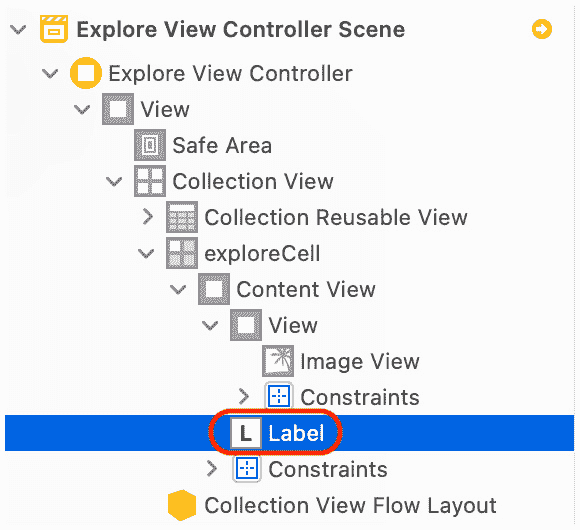 Explore View Controller Scene
Explore View Controller
View
Safe Area
Collection View
Collection Reusable View
exploreCell
Content View
View
Image View
Constraints
L Label
Constraints
Collection View Flow Layout